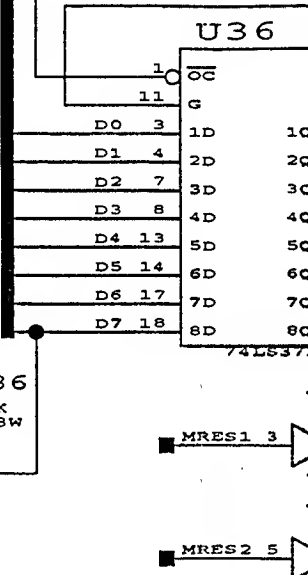 U36
1 OC
11 G
D0 3 1D 1Q
D1 4 2D 2Q
D2 7 3D 3Q
D3 8 4D 4Q
D4 13 5D 5Q
D5 14 6D 6Q
D6 17 7D 7Q
D7 18 8D 8Q
74LS37
36
MRES1 3
MRES2 5